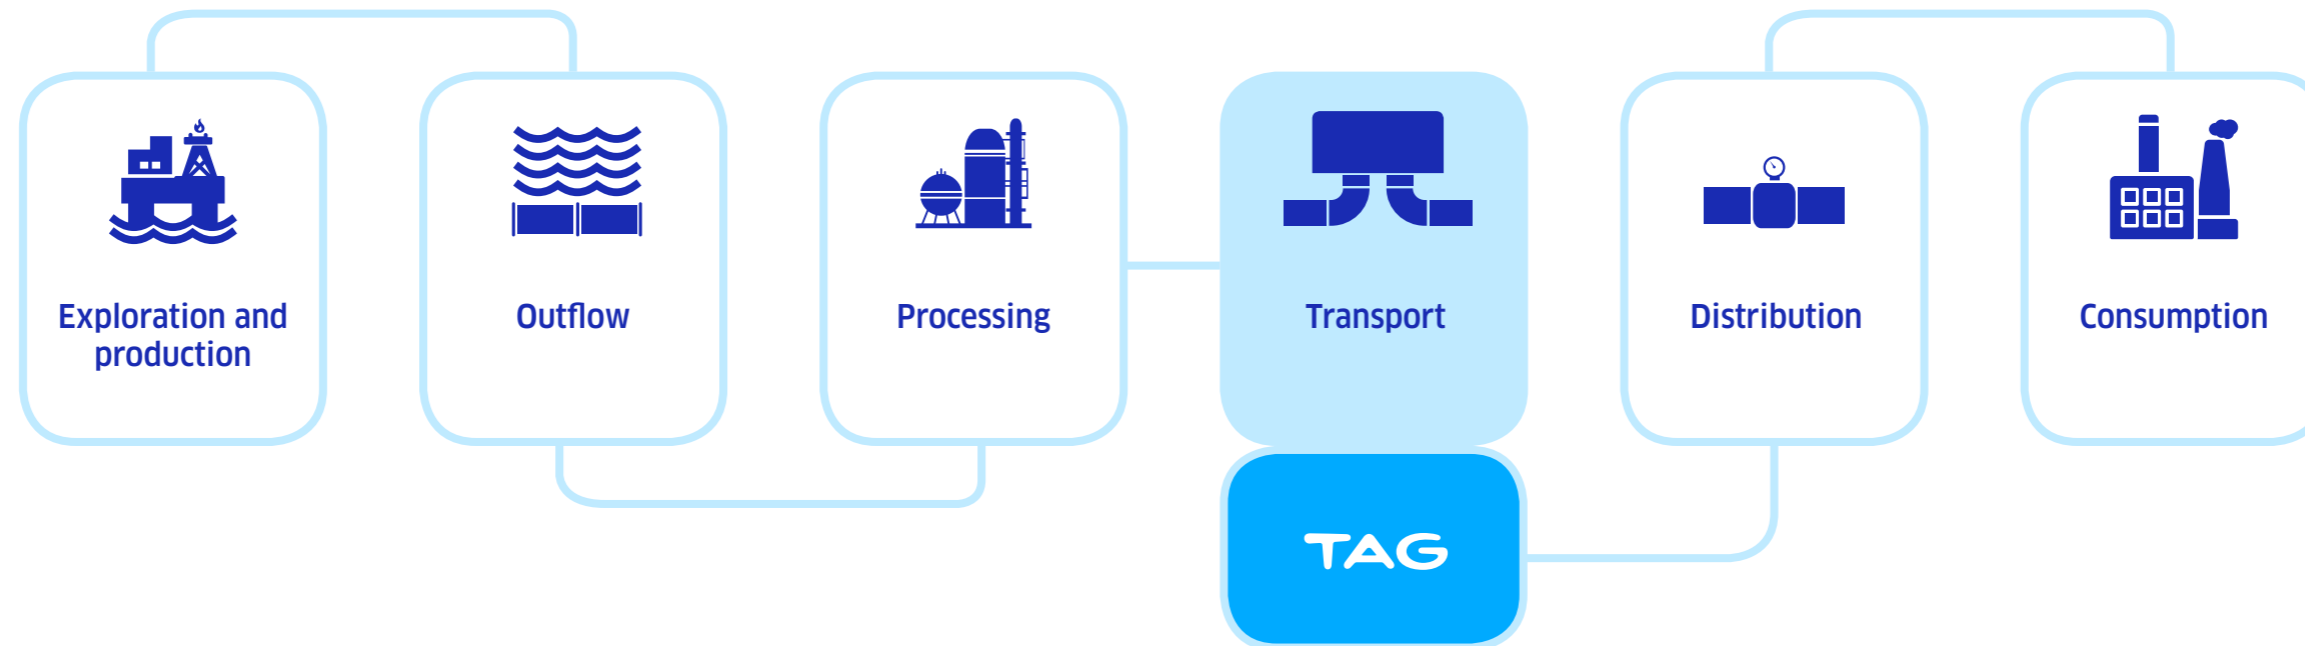 Exploration and
production
Outflow
Processing
Transport
Distribution
Consumption
TAG